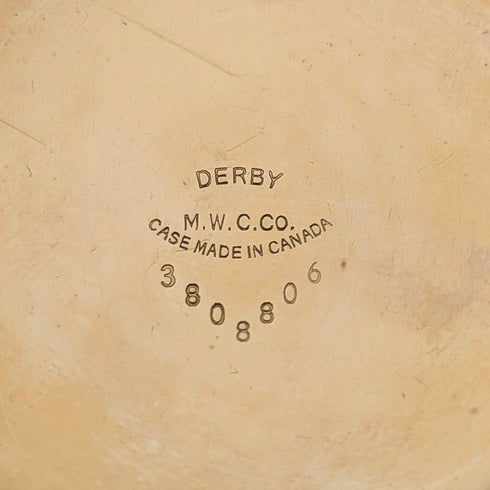 DERBY
M.W.C.CO.
CASE MADE IN CANADA
3808806